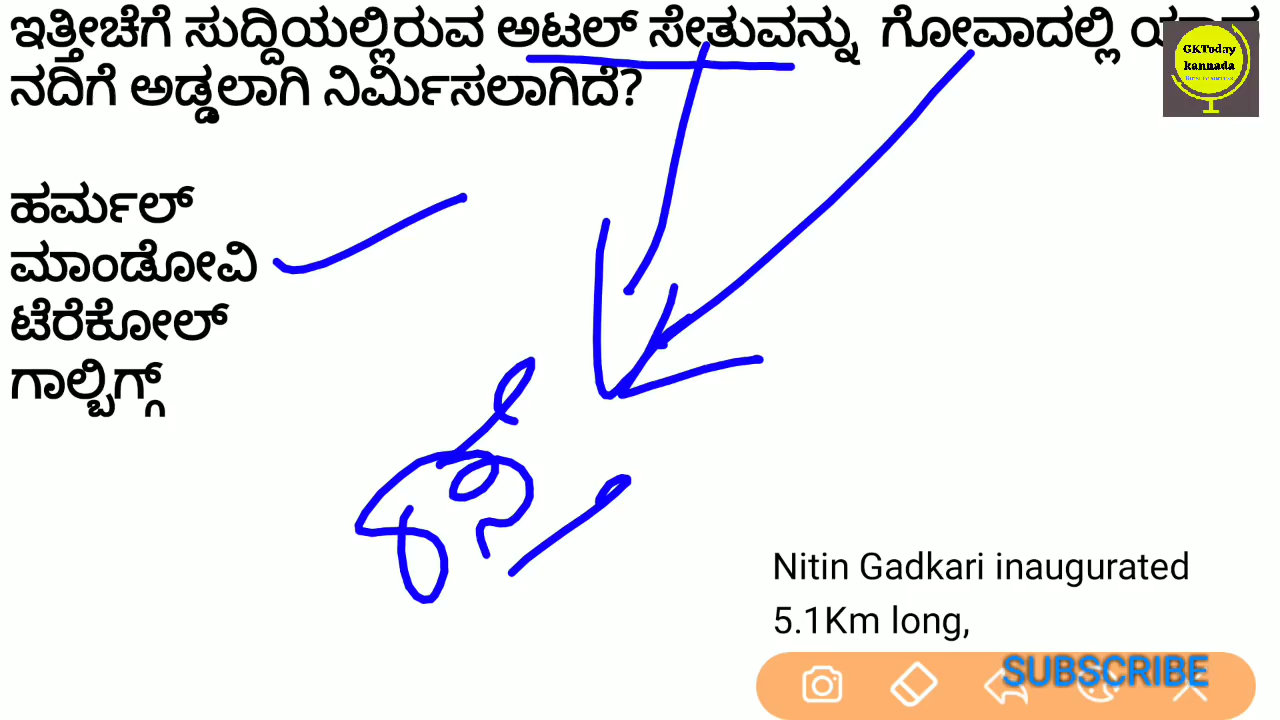 ಇತ್ತೀಚೆಗೆ ಸುದ್ದಿಯಲ್ಲಿರುವ ಅಟಲ್ ಸೇತುವನ್ನು ಗೋವಾದಲ್ಲಿ
ನದಿಗೆ ಅಡ್ಡಲಾಗಿ ನಿರ್ಮಿಸಲಾಗಿದೆ?
GKToday
kannada
ಹರ್ಮಲ್
ಮಾಂಡೋವಿ
ಟೆರೆಕೋಲ್
ಗಾಲ್ಬಿಗ್ಗ್
Nitin Gadkari inaugurated
5.1Km long,
SUBSCRIBE